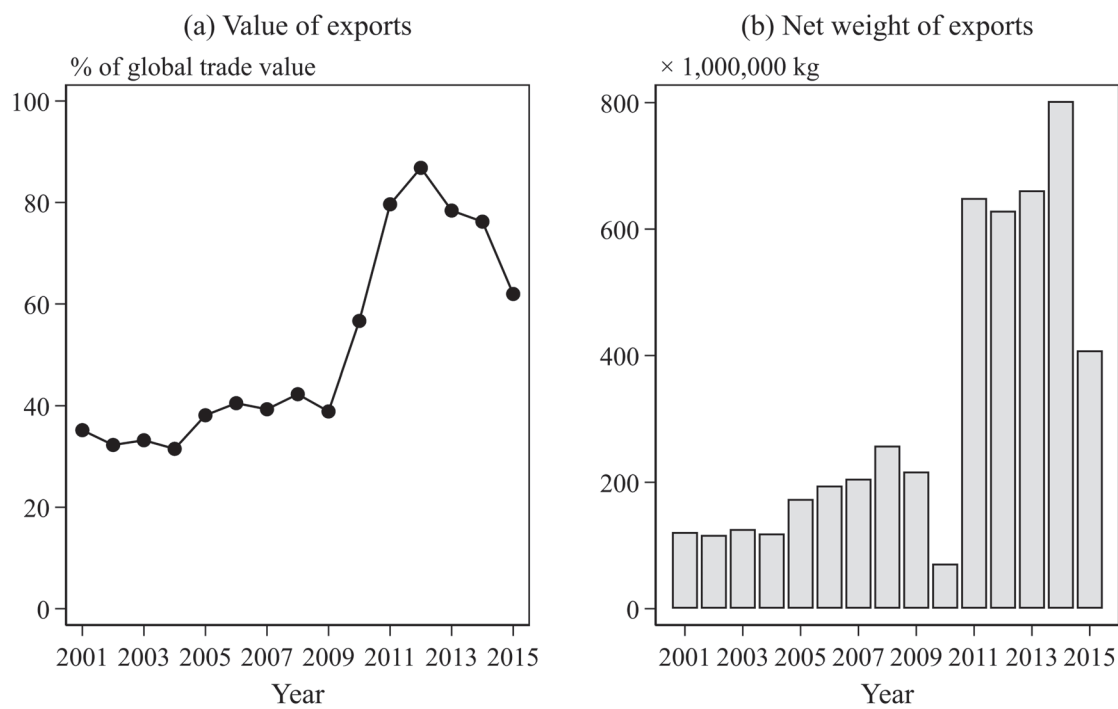 (a) Value of exports
% of global trade value
100
80
60
40
20
0
2001 2003 2005 2007 2009 2011 2013 2015
Year
(b) Net weight of exports
× 1,000,000 kg
800
600
400
200
0
2001 2003 2005 2007 2009 2011 2013 2015
Year